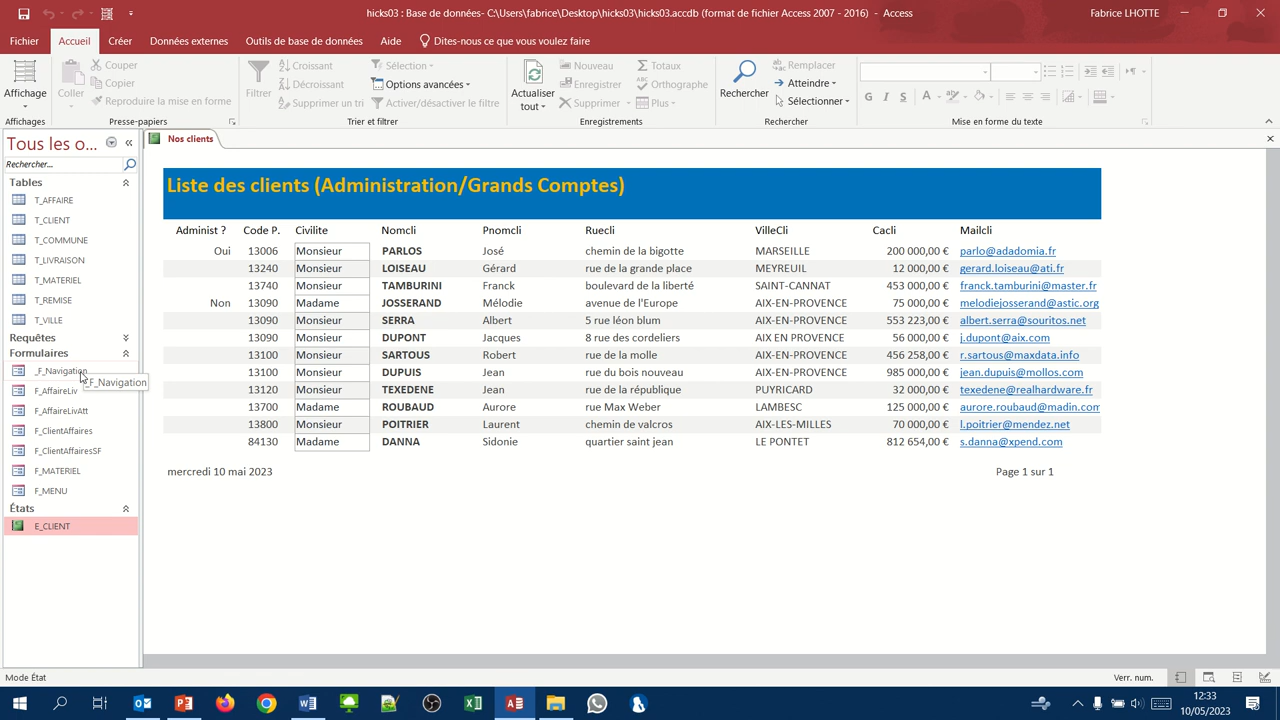 hicks03 : Base de données- C:\Users\fabrice\Desktop\hicks03\hicks03.accdb (format de fichier Access 2007 - 2016) - Access
Fabrice LHOTTE
Fichier Accueil Créer Données externes Outils de base de données Aide Dites-nous ce que vous voulez faire
Affichage
Affichages
Coller
Couper
Copier
Reproduire la mise en forme
Presse-papiers
Filtrer
Croissant
Décroissant
Supprimer un tri
Sélection
Options avancées
Activer/désactiver le filtre
Trier et filtrer
Actualiser
tout
Nouveau
Enregistrer
Supprimer
Totaux
Orthographe
Plus
Enregistrements
Rechercher
Remplacer
Atteindre
Sélectionner
Rechercher
G I S
A
Mise en forme du texte
Tous les o...
Rechercher...
Tables
T_AFFAIRE
T_CLIENT
T_COMMUNE
T_LIVRAISON
T_MATERIEL
T_REMISE
T_VILLE
Requêtes
Formulaires
_F_Navigation
_F_Navigation
F_AffaireLiv
F_AffaireLivAtt
F_ClientAffaires
F_ClientAffairesSF
F_MATERIEL
F_MENU
États
E_CLIENT
Nos clients
Liste des clients (Administration/Grands Comptes)
Administ ? Code P. Civilite Nomcli Pnomcli Ruecli VilleCli Cacli Mailcli
Oui 13006 Monsieur PARLOS José chemin de la bigotte MARSEILLE 200 000,00 € parlo@adadomia.fr
13240 Monsieur LOISEAU Gérard rue de la grande place MEYREUIL 12 000,00 € gerard.loiseau@ati.fr
13740 Monsieur TAMBURINI Franck boulevard de la liberté SAINT-CANNAT 453 000,00 € franck.tamburini@master.fr
Non 13090 Madame JOSSERAND Mélodie avenue de l'Europe AIX-EN-PROVENCE 75 000,00 € melodiejosserand@astic.org
13090 Monsieur SERRA Albert 5 rue léon blum AIX-EN-PROVENCE 553 223,00 € albert.serra@souritos.net
13090 Monsieur DUPONT Jacques 8 rue des cordeliers AIX EN PROVENCE 56 000,00 € j.dupont@aix.com
13100 Monsieur SARTOUS Robert rue de la molle AIX-EN-PROVENCE 456 258,00 € r.sartous@maxdata.info
13100 Monsieur DUPUIS Jean rue du bois nouveau AIX-EN-PROVENCE 985 000,00 € jean.dupuis@mollos.com
13120 Monsieur TEXEDENE Jean rue de la république PUYRICARD 32 000,00 € texedene@realhardware.fr
13700 Madame ROUBAUD Aurore rue Max Weber LAMBESC 125 000,00 € aurore.roubaud@madin.com
13800 Monsieur POITRIER Laurent chemin de valcros AIX-LES-MILLES 70 000,00 € l.poitrier@mendez.net
84130 Madame DANNA Sidonie quartier saint jean LE PONTET 812 654,00 € s.danna@xpend.com
mercredi 10 mai 2023 Page 1 sur 1
Mode État
Verr. num.
12:33
10/05/2023